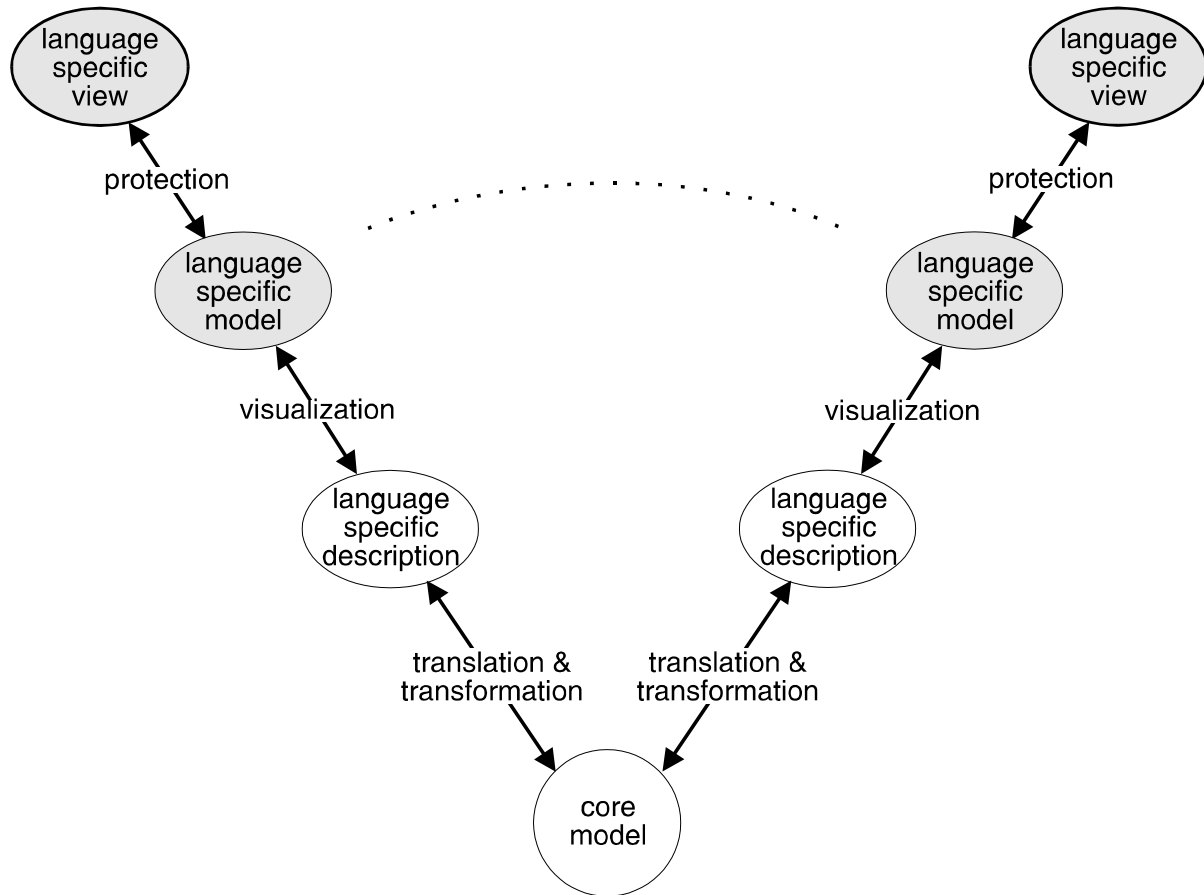 language
specific
view
language
specific
view
protection
protection
language
specific
model
language
specific
model
visualization
visualization
language
specific
description
language
specific
description
translation &
transformation
translation &
transformation
core
model